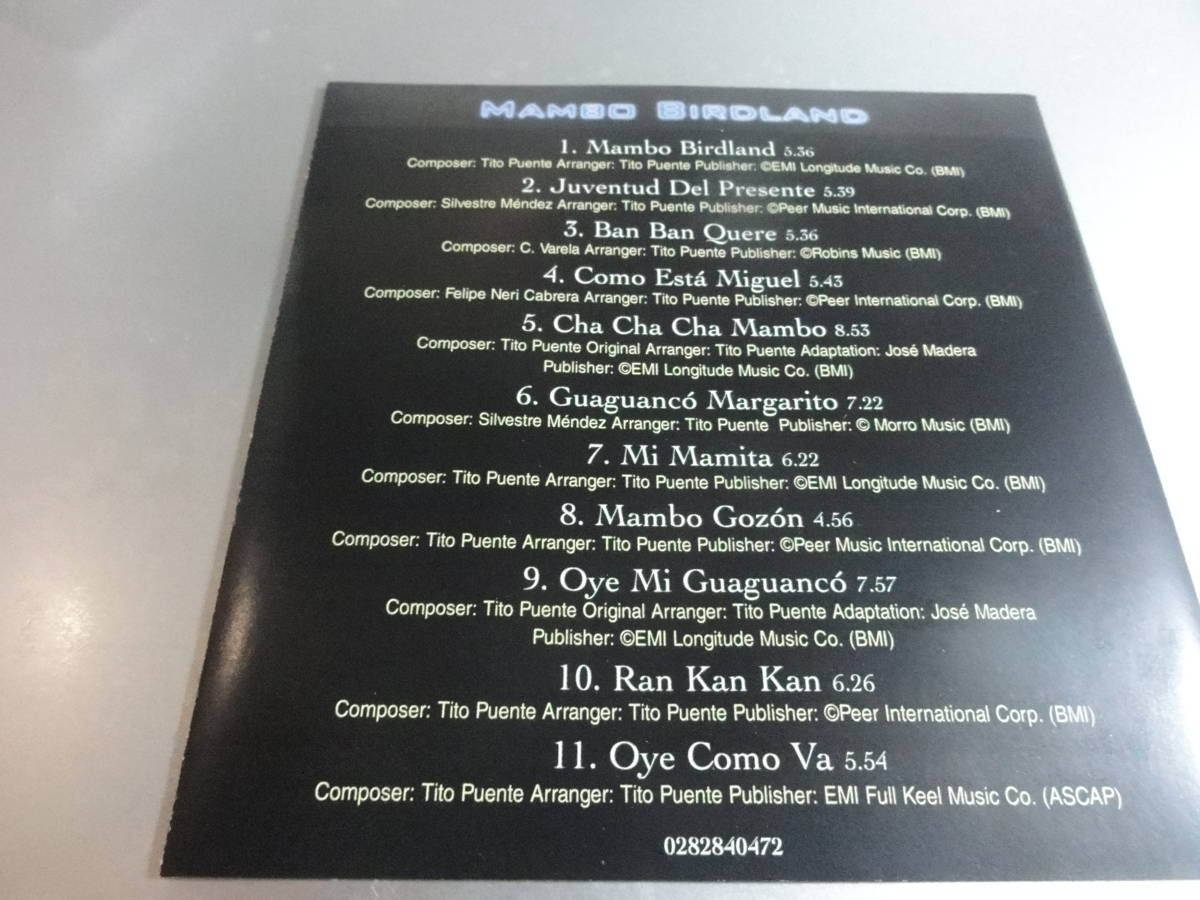 MAMBO BIRDLAND
1. Mambo Birdland 5.36
Composer: Tito Puente Arranger: Tito Puente Publisher: ©EMI Longitude Music Co. (BMI)
2. Juventud Del Presente 5.39
Composer: Silvestre Méndez Arranger: Tito Puente Publisher: ©Peer Music International Corp. (BMI)
3. Ban Ban Quere 5.36
Composer: C. Varela Arranger: Tito Puente Publisher: ©Robins Music (BMI)
4. Como Está Miguel 5.43
Composer: Felipe Neri Cabrera Arranger: Tito Puente Publisher: ©Peer International Corp. (BMI)
5. Cha Cha Cha Mambo 8.53
Composer: Tito Puente Original Arranger: Tito Puente Adaptation: José Madera
Publisher: ©EMI Longitude Music Co. (BMI)
6. Guaguancó Margarito 7.22
Composer: Silvestre Méndez Arranger: Tito Puente Publisher: © Morro Music (BMI)
7. Mi Mamita 6.22
Composer: Tito Puente Arranger: Tito Puente Publisher: ©EMI Longitude Music Co. (BMI)
8. Mambo Gozón 4.56
Composer: Tito Puente Arranger: Tito Puente Publisher: ©Peer Music International Corp. (BMI)
9. Oye Mi Guaguancó 7.57
Composer: Tito Puente Original Arranger: Tito Puente Adaptation: José Madera
Publisher: ©EMI Longitude Music Co. (BMI)
10. Ran Kan Kan 6.26
Composer: Tito Puente Arranger: Tito Puente Publisher: ©Peer International Corp. (BMI)
11. Oye Como Va 5.54
Composer: Tito Puente Arranger: Tito Puente Publisher: EMI Full Keel Music Co. (ASCAP)
0282840472